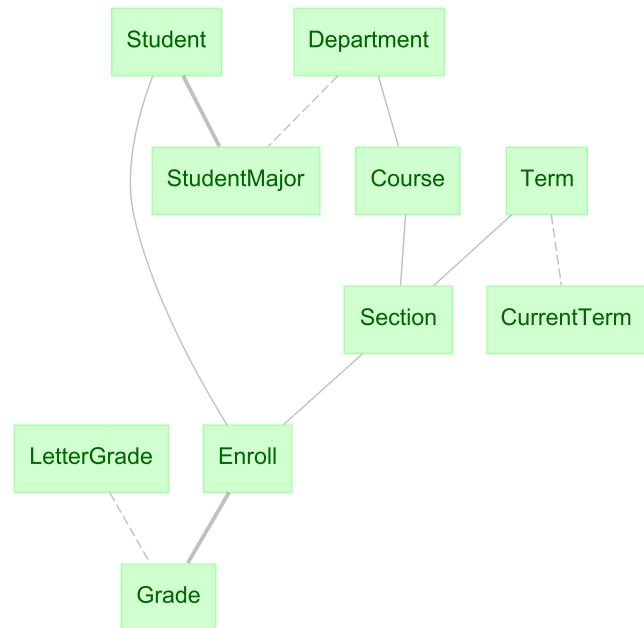 Student
Department
StudentMajor
Course
Term
Section
CurrentTerm
LetterGrade
Enroll
Grade